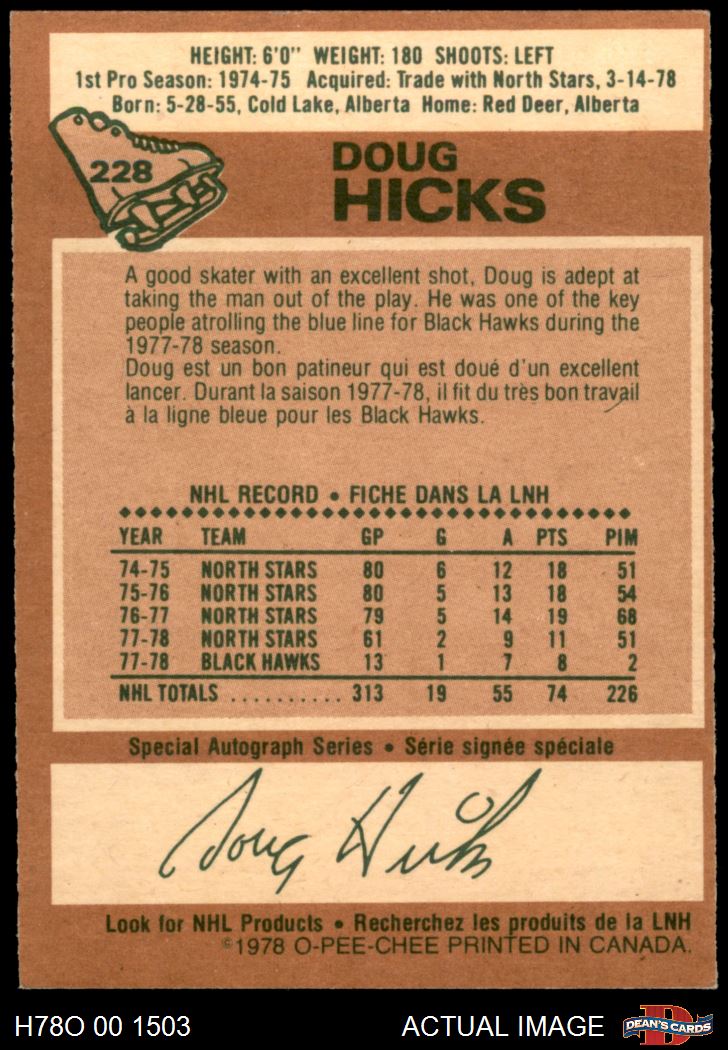 HEIGHT: 6'0" WEIGHT: 180 SHOOTS: LEFT
1st Pro Season: 1974-75 Acquired: Trade with North Stars, 3-14-78
Born: 5-28-55, Cold Lake, Alberta Home: Red Deer, Alberta
228
DOUG
HICKS
A good skater with an excellent shot, Doug is adept at
taking the man out of the play. He was one of the key
people atrolling the blue line for Black Hawks during the
1977-78 season.
Doug est un bon patineur qui est doué d'un excellent
lancer. Durant la saison 1977-78, il fit du très bon travail
à la ligne bleue pour les Black Hawks.
NHL RECORD • FICHE DANS LA LNH
YEAR TEAM GP G A PTS PIM
74-75 NORTH STARS 80 6 12 18 51
75-76 NORTH STARS 80 5 13 18 54
76-77 NORTH STARS 79 5 14 19 68
77-78 NORTH STARS 61 2 9 11 51
77-78 BLACK HAWKS 13 1 7 8 2
NHL TOTALS .......... 313 19 55 74 226
Special Autograph Series • Série signée spéciale
Doug Hicks
Look for NHL Products • Recherchez les produits de la LNH
©1978 O-PEE-CHEE PRINTED IN CANADA.
H78O 00 1503 ACTUAL IMAGE DEAN'S CARDS